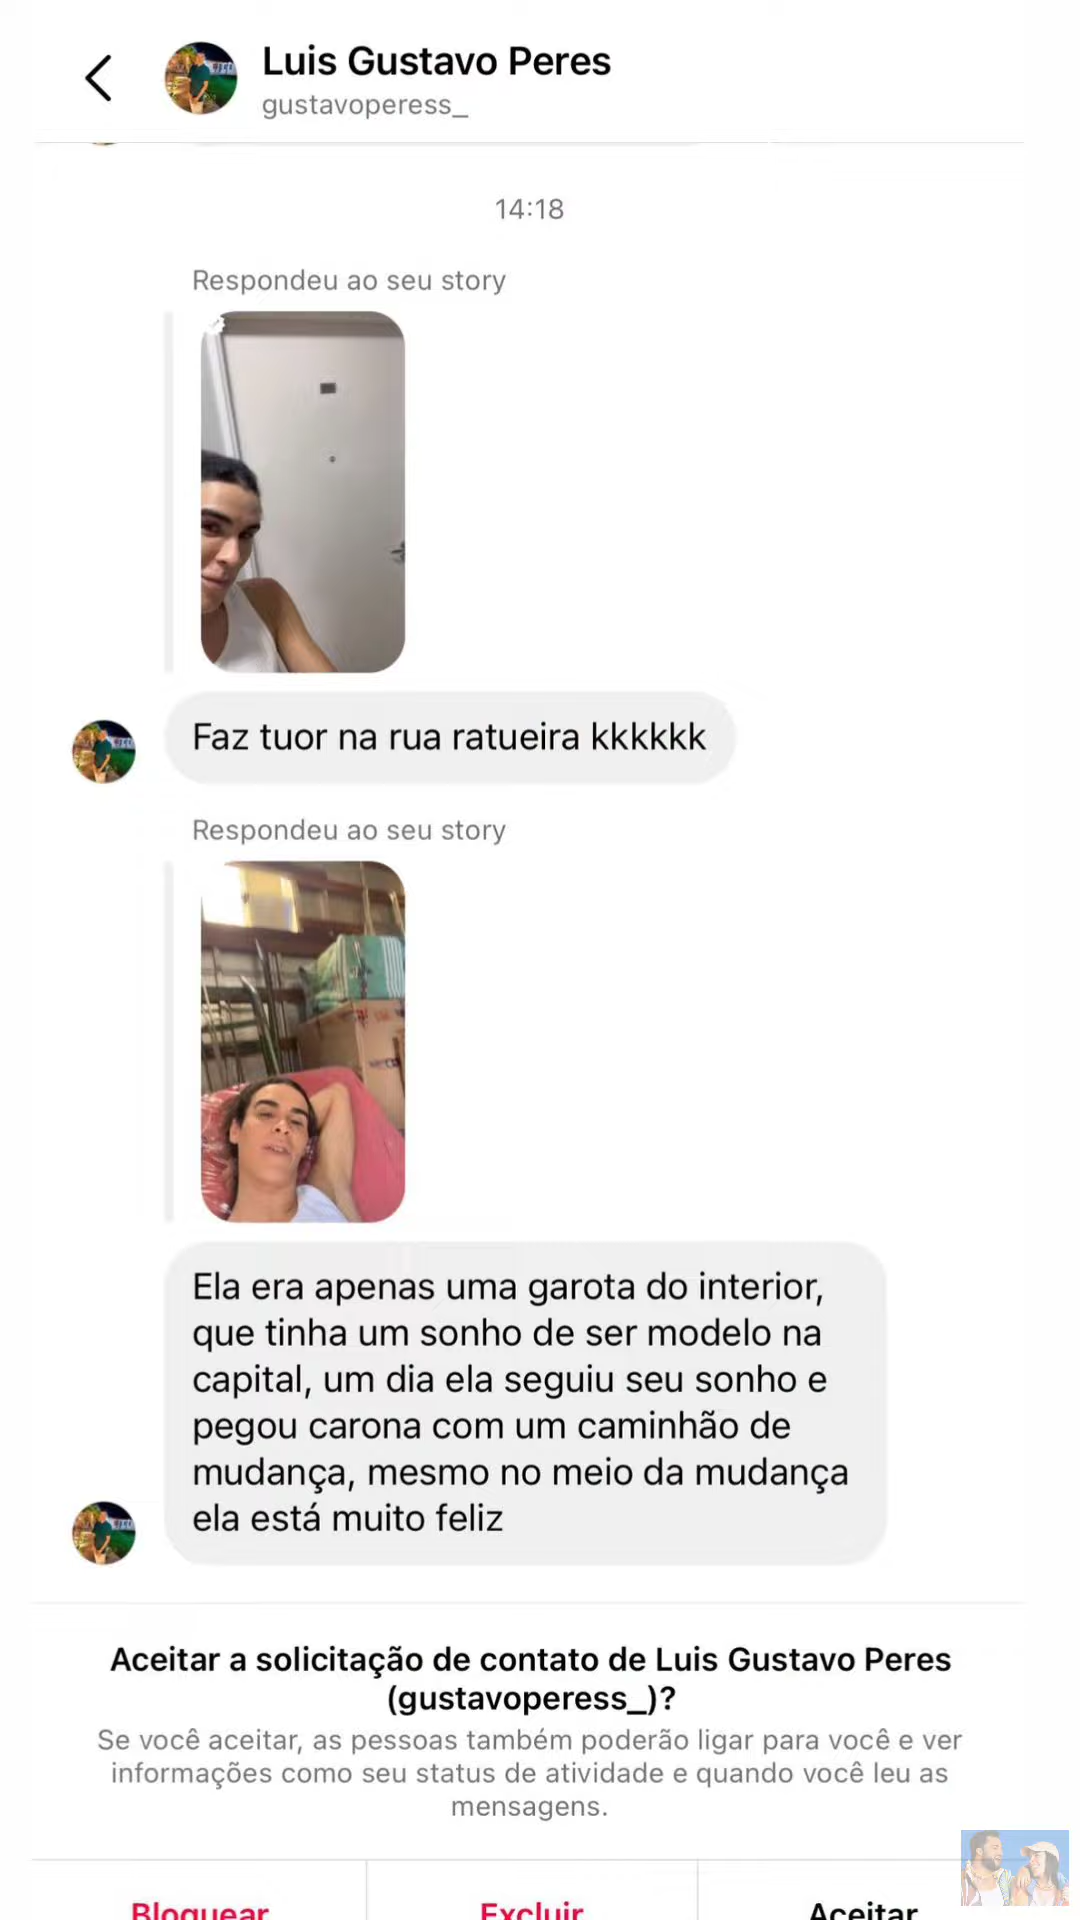 Luis Gustavo Peres
gustavoperess_
14:18
Respondeu ao seu story
Faz tuor na rua ratueira kkkkkk
Respondeu ao seu story
Ela era apenas uma garota do interior,
que tinha um sonho de ser modelo na
capital, um dia ela seguiu seu sonho e
pegou carona com um caminhão de
mudança, mesmo no meio da mudança
ela está muito feliz
Aceitar a solicitação de contato de Luis Gustavo Peres
(gustavoperess_)?
Se você aceitar, as pessoas também poderão ligar para você e ver
informações como seu status de atividade e quando você leu as
mensagens.
Bloquear
Excluir
Aceitar